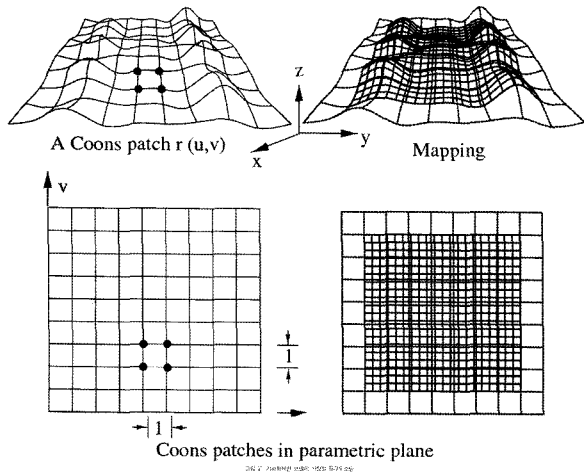 z
y
x
A Coons patch r (u,v)
Mapping
v
1
1
Coons patches in parametric plane